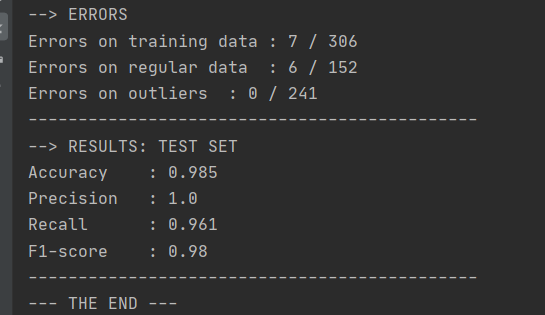 --> ERRORS
Errors on training data : 7 / 306
Errors on regular data  : 6 / 152
Errors on outliers  : 0 / 241
---------------------------------------------
--> RESULTS: TEST SET
Accuracy    : 0.985
Precision   : 1.0
Recall      : 0.961
F1-score    : 0.98
---------------------------------------------
--- THE END ---